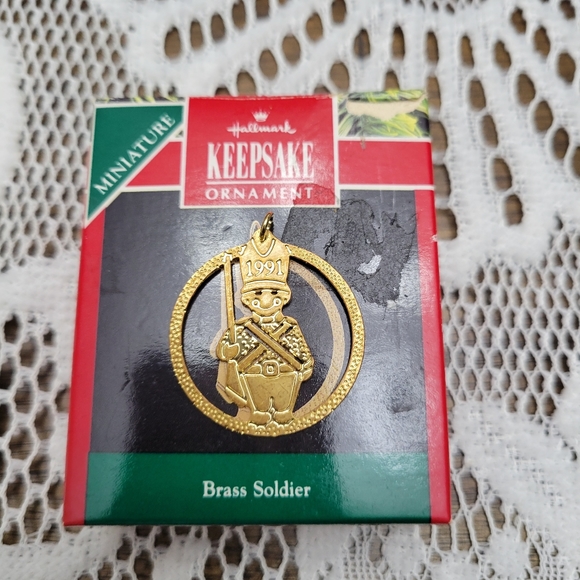 MINIATURE
Hallmark
KEEPSAKE
ORNAMENT
1991
Brass Soldier